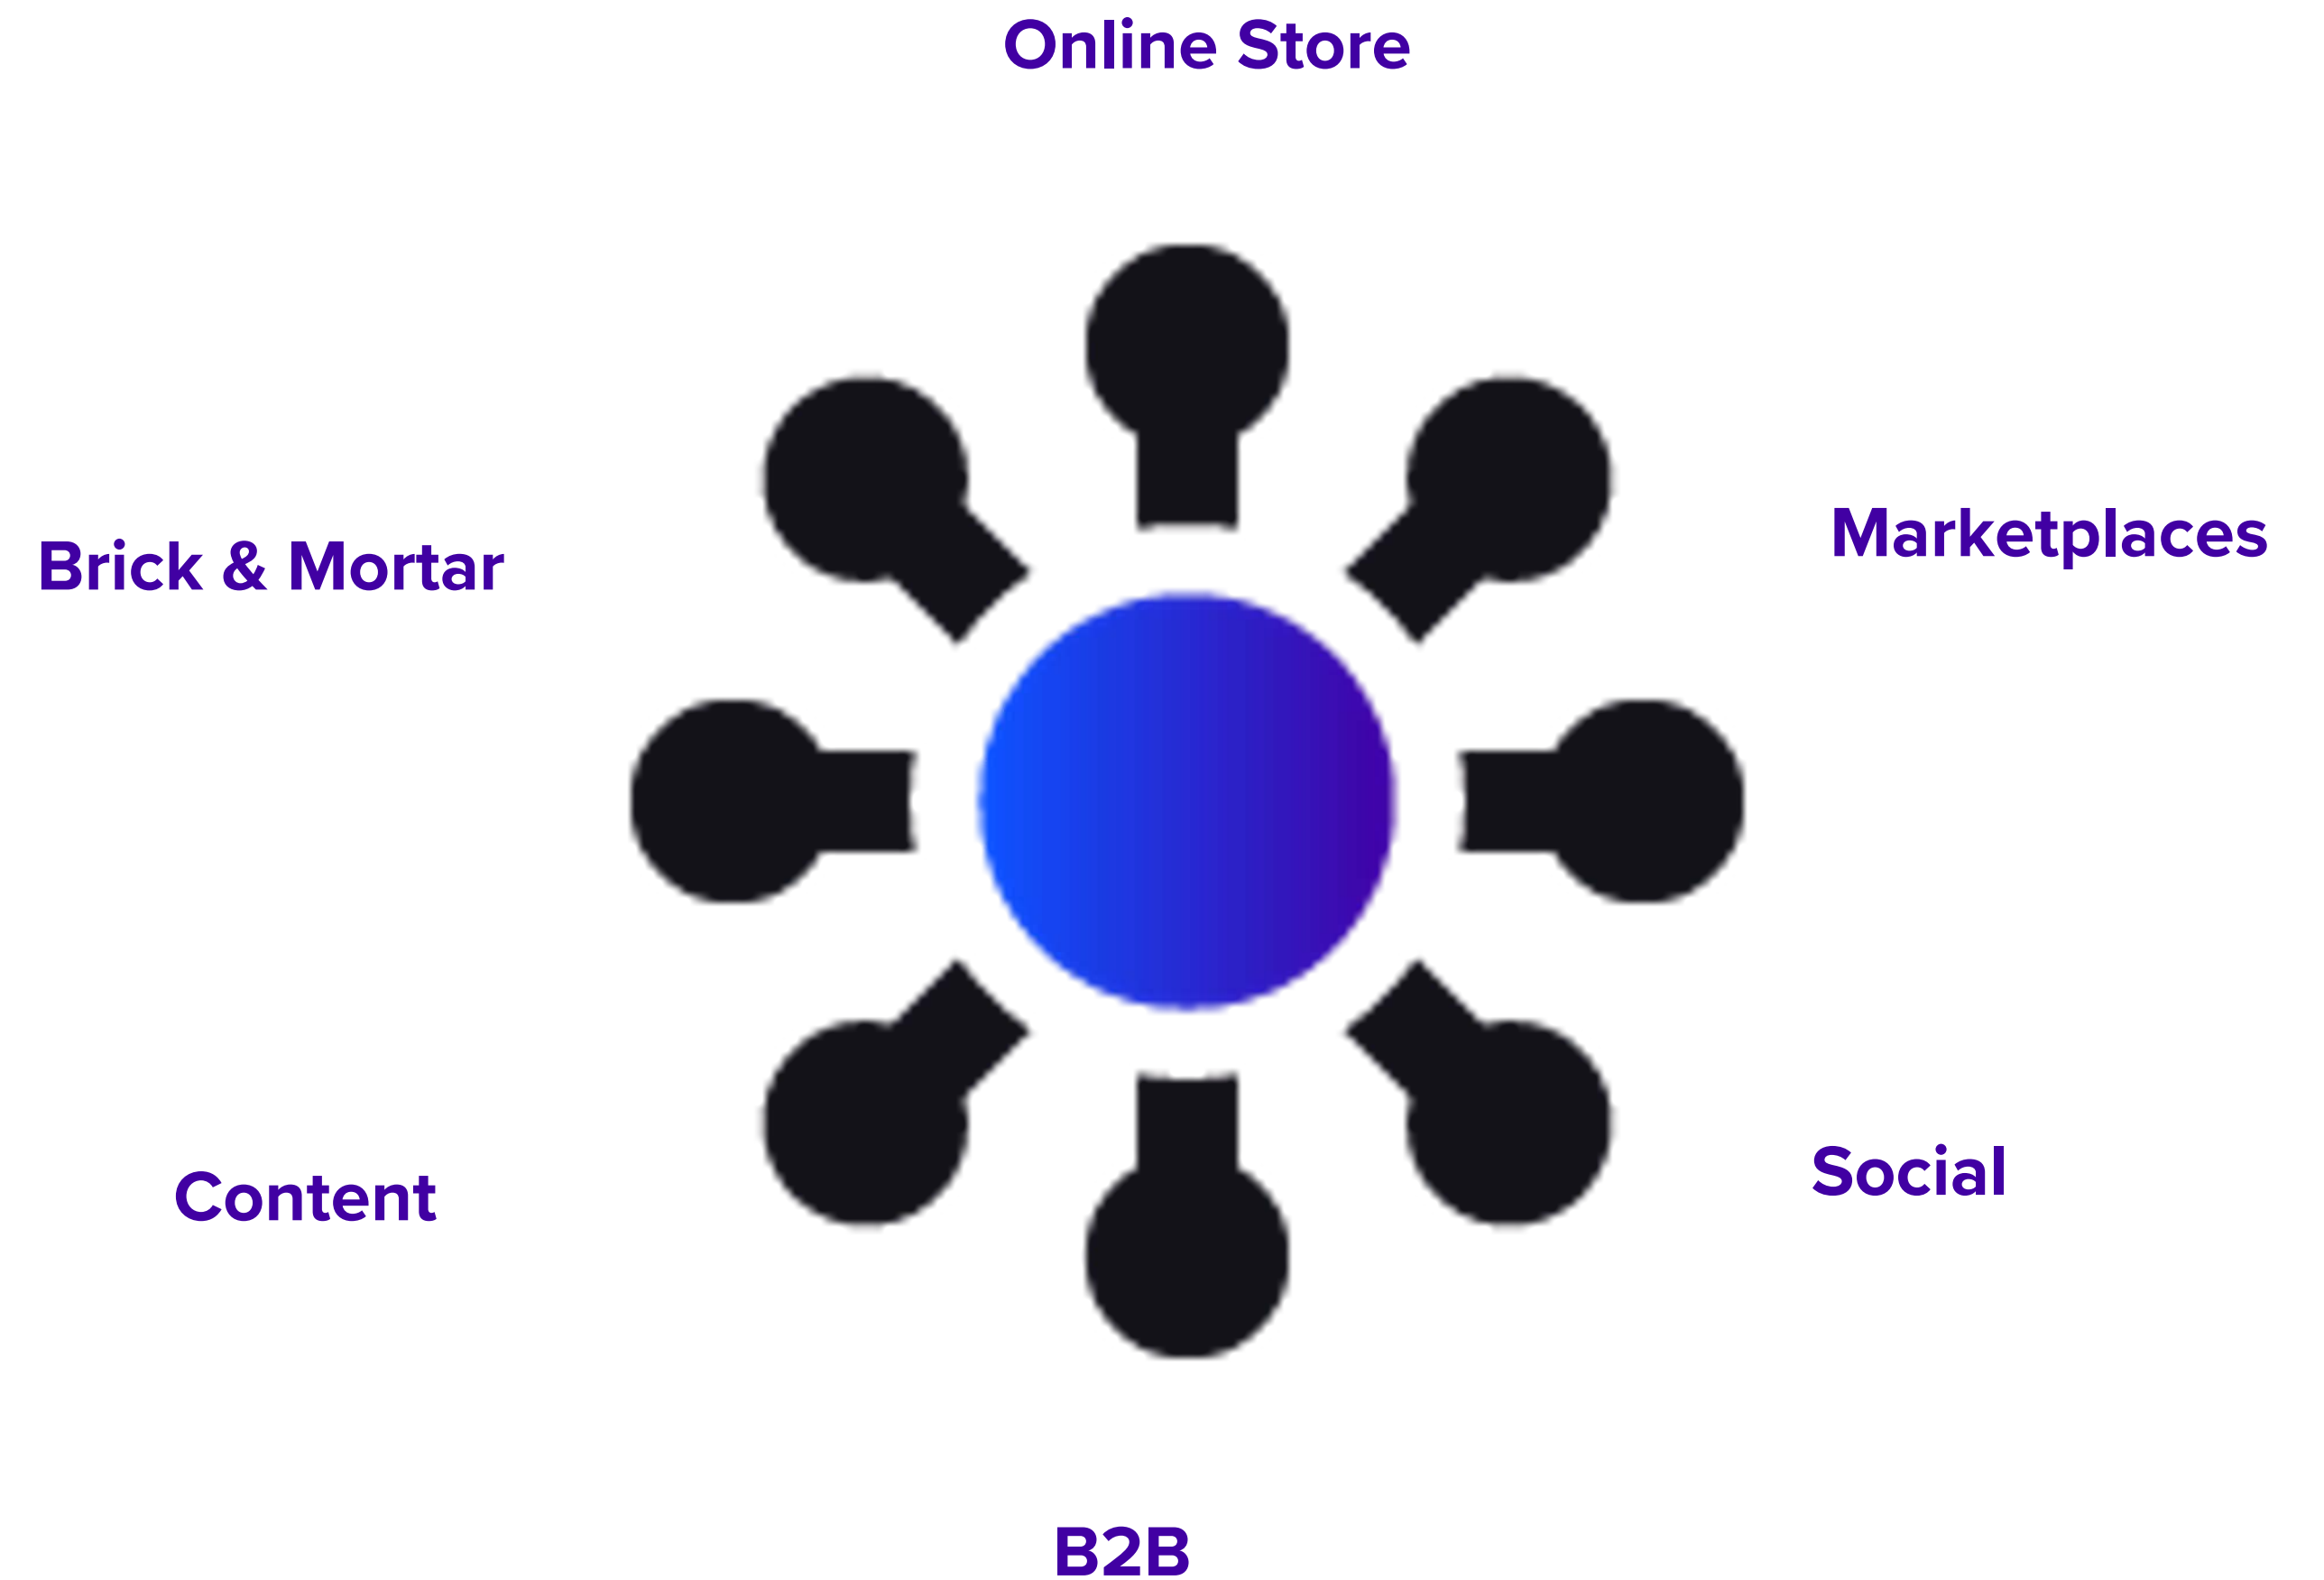 Online Store
Marketplaces
Brick & Mortar
Social
Content
B2B